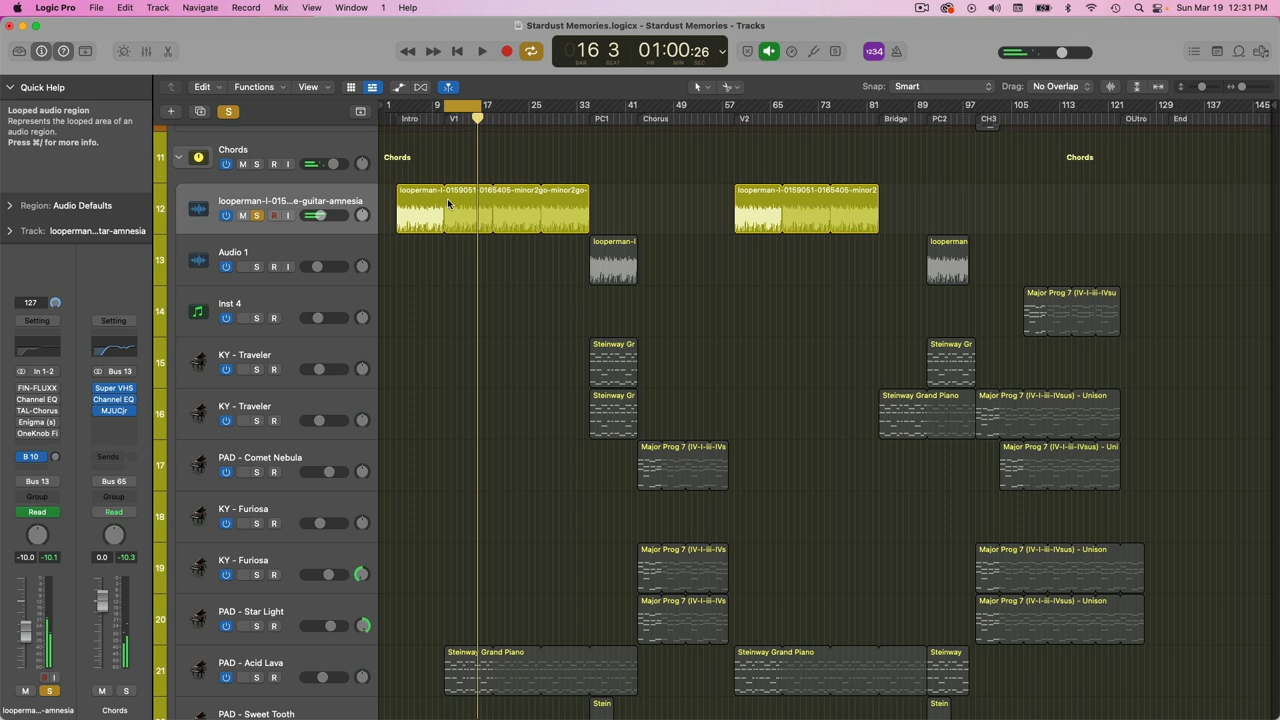 Logic Pro File Edit Track Navigate Record Mix View Window 1 Help Sun Mar 19 12:31 PM
Stardust Memories.logicx - Stardust Memories - Tracks
16 3 01:00:26
BAR BEAT HR MIN SEC
1234
Quick Help
Looped audio region
Represents the looped area of an
audio region.
Press ⌘/ for more info.
Region: Audio Defaults
Track: looperman...tar-amnesia
Edit Functions View Snap: Smart Drag: No Overlap
S
1 9 17 25 33 41 49 57 65 73 81 89 97 105 113 121 129 137 145
Intro V1 PC1 Chorus V2 Bridge PC2 CH3 OUtro End
11 Chords
M S R I
Chords Chords
12 looperman-l-015...e-guitar-amnesia
M S R I
looperman-l-0159051-0165405-minor2go-minor2go- looperman-l-0159051-0165405-minor2
13 Audio 1
S R I
looperman-l looperman
14 Inst 4
S R
Major Prog 7 (IV-I-iii-IVsu
15 KY - Traveler
S R
Steinway Gr Steinway Gr
16 KY - Traveler
S R
Steinway Gr Steinway Grand Piano Major Prog 7 (IV-I-iii-IVsus) - Unison
17 PAD - Comet Nebula
S R
Major Prog 7 (IV-I-iii-IVs Major Prog 7 (IV-I-iii-IVsus) - Uni
18 KY - Furiosa
S R
19 KY - Furiosa
S R
Major Prog 7 (IV-I-iii-IVs Major Prog 7 (IV-I-iii-IVsus) - Unison
20 PAD - Star Light
S R
Major Prog 7 (IV-I-iii-IVs Major Prog 7 (IV-I-iii-IVsus) - Unison
21 PAD - Acid Lava
S R
Steinway Grand Piano Steinway Grand Piano Steinway
PAD - Sweet Tooth
Stein Stein
127
Setting Setting
In 1-2 Bus 13
FIN-FLUXX Super VHS
Channel EQ Channel EQ
TAL-Chorus MJUCjr
Enigma (s)
OneKnob Fi
B 10 Sends
Bus 13 Bus 65
Group Group
Read Read
-10.0 -10.1 0.0 -10.3
R I
M S M S
looperma...-amnesia Chords